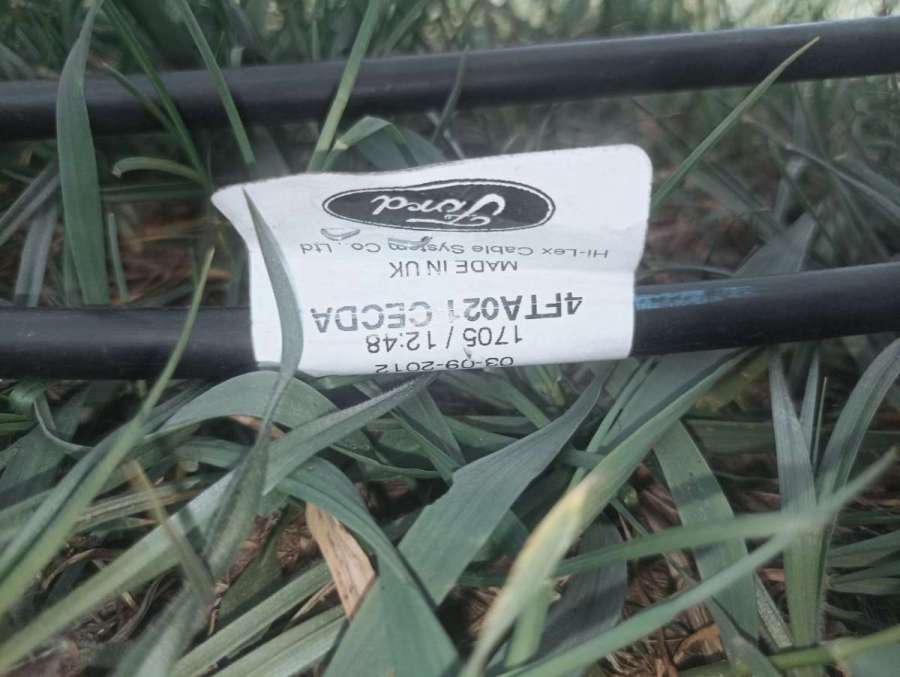 Ford
Hi-Lex Cable System Co., Ltd
MADE IN UK
4FTA021 CECDA
1705 / 12:48
03-09-2012